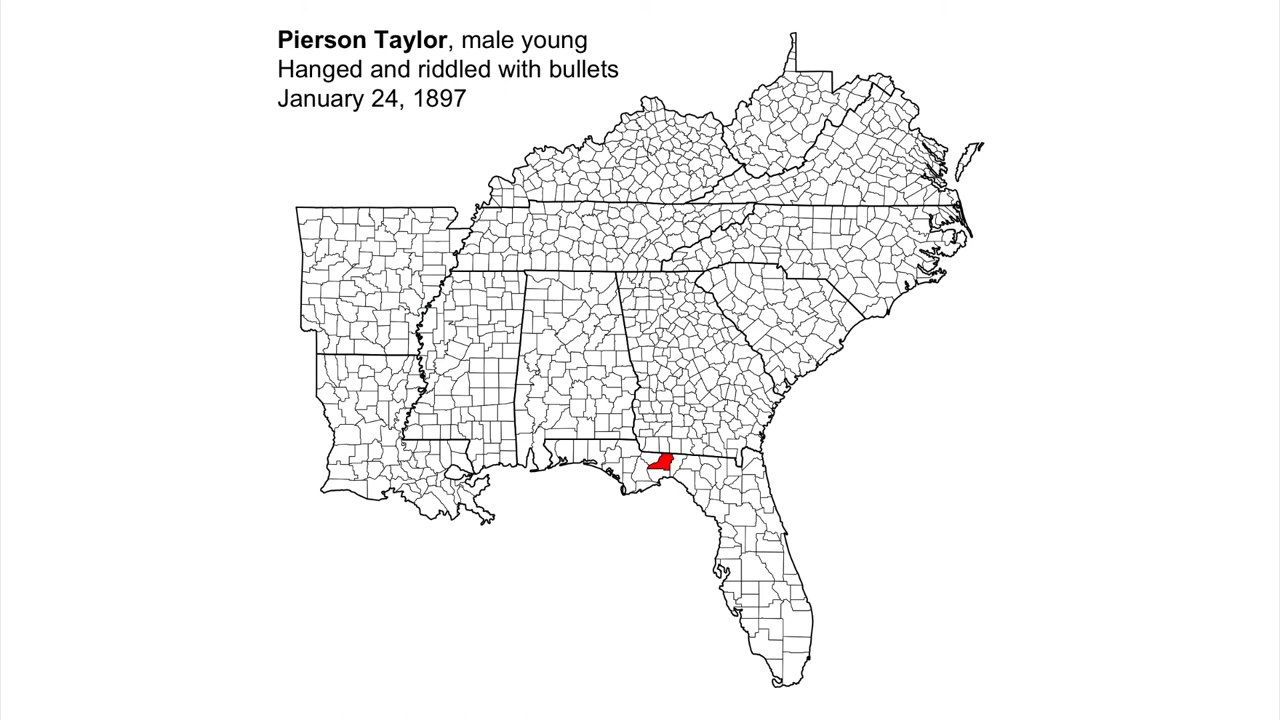 Pierson Taylor, male young
Hanged and riddled with bullets
January 24, 1897